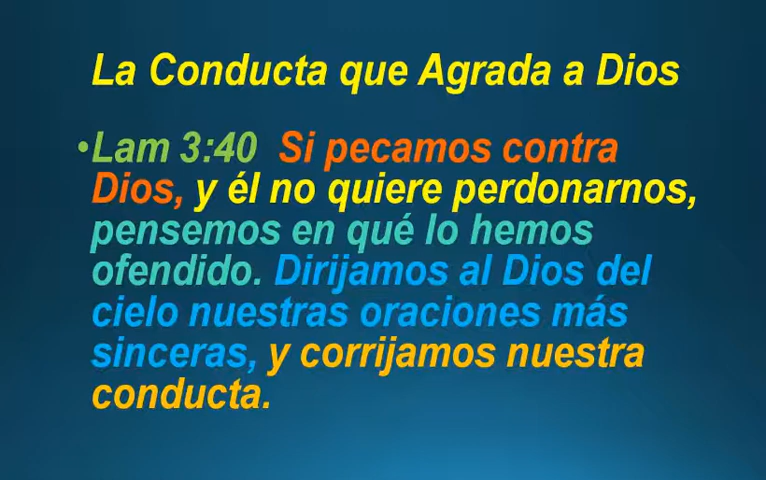 La Conducta que Agrada a Dios
•Lam 3:40 Si pecamos contra
Dios, y él no quiere perdonarnos,
pensemos en qué lo hemos
ofendido. Dirijamos al Dios del
cielo nuestras oraciones más
sinceras, y corrijamos nuestra
conducta.